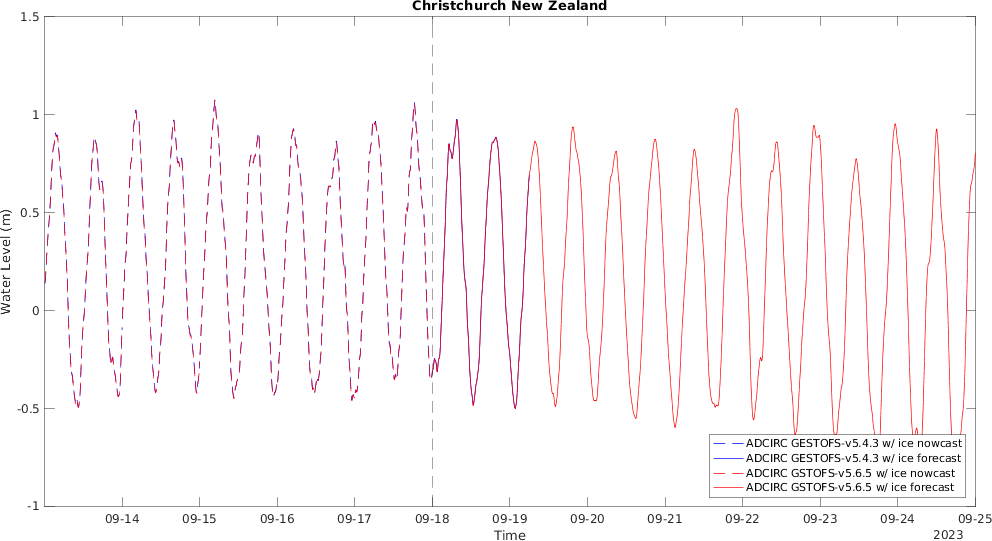 Christchurch New Zealand
1.5
1
0.5
0
-0.5
-1
Water Level (m)
ADCIRC GESTOFS-v5.4.3 w/ ice nowcast
ADCIRC GESTOFS-v5.4.3 w/ ice forecast
ADCIRC GSTOFS-v5.6.5 w/ ice nowcast
ADCIRC GSTOFS-v5.6.5 w/ ice forecast
09-14 09-15 09-16 09-17 09-18 09-19 09-20 09-21 09-22 09-23 09-24 09-25
Time
2023